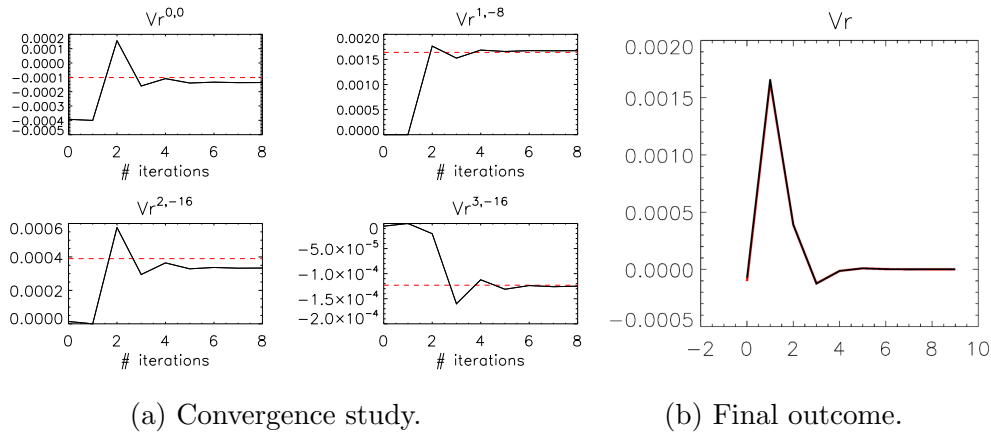 Vr^0,0
0.0002
0.0002
0.0000
−0.0001
−0.0001
−0.0003
−0.0004
−0.0005
0 2 4 6 8
# iterations
Vr^1,−8
0.0020
0.0015
0.0010
0.0005
0.0000
0 2 4 6 8
# iterations
Vr^2,−16
0.0006
0.0004
0.0002
0.0000
0 2 4 6 8
# iterations
Vr^3,−16
0
−5.0×10^−5
−1.0×10^−4
−1.5×10^−4
−2.0×10^−4
0 2 4 6 8
# iterations
(a) Convergence study.
Vr
0.0020
0.0015
0.0010
0.0005
0.0000
−0.0005
−2 0 2 4 6 8 10
(b) Final outcome.